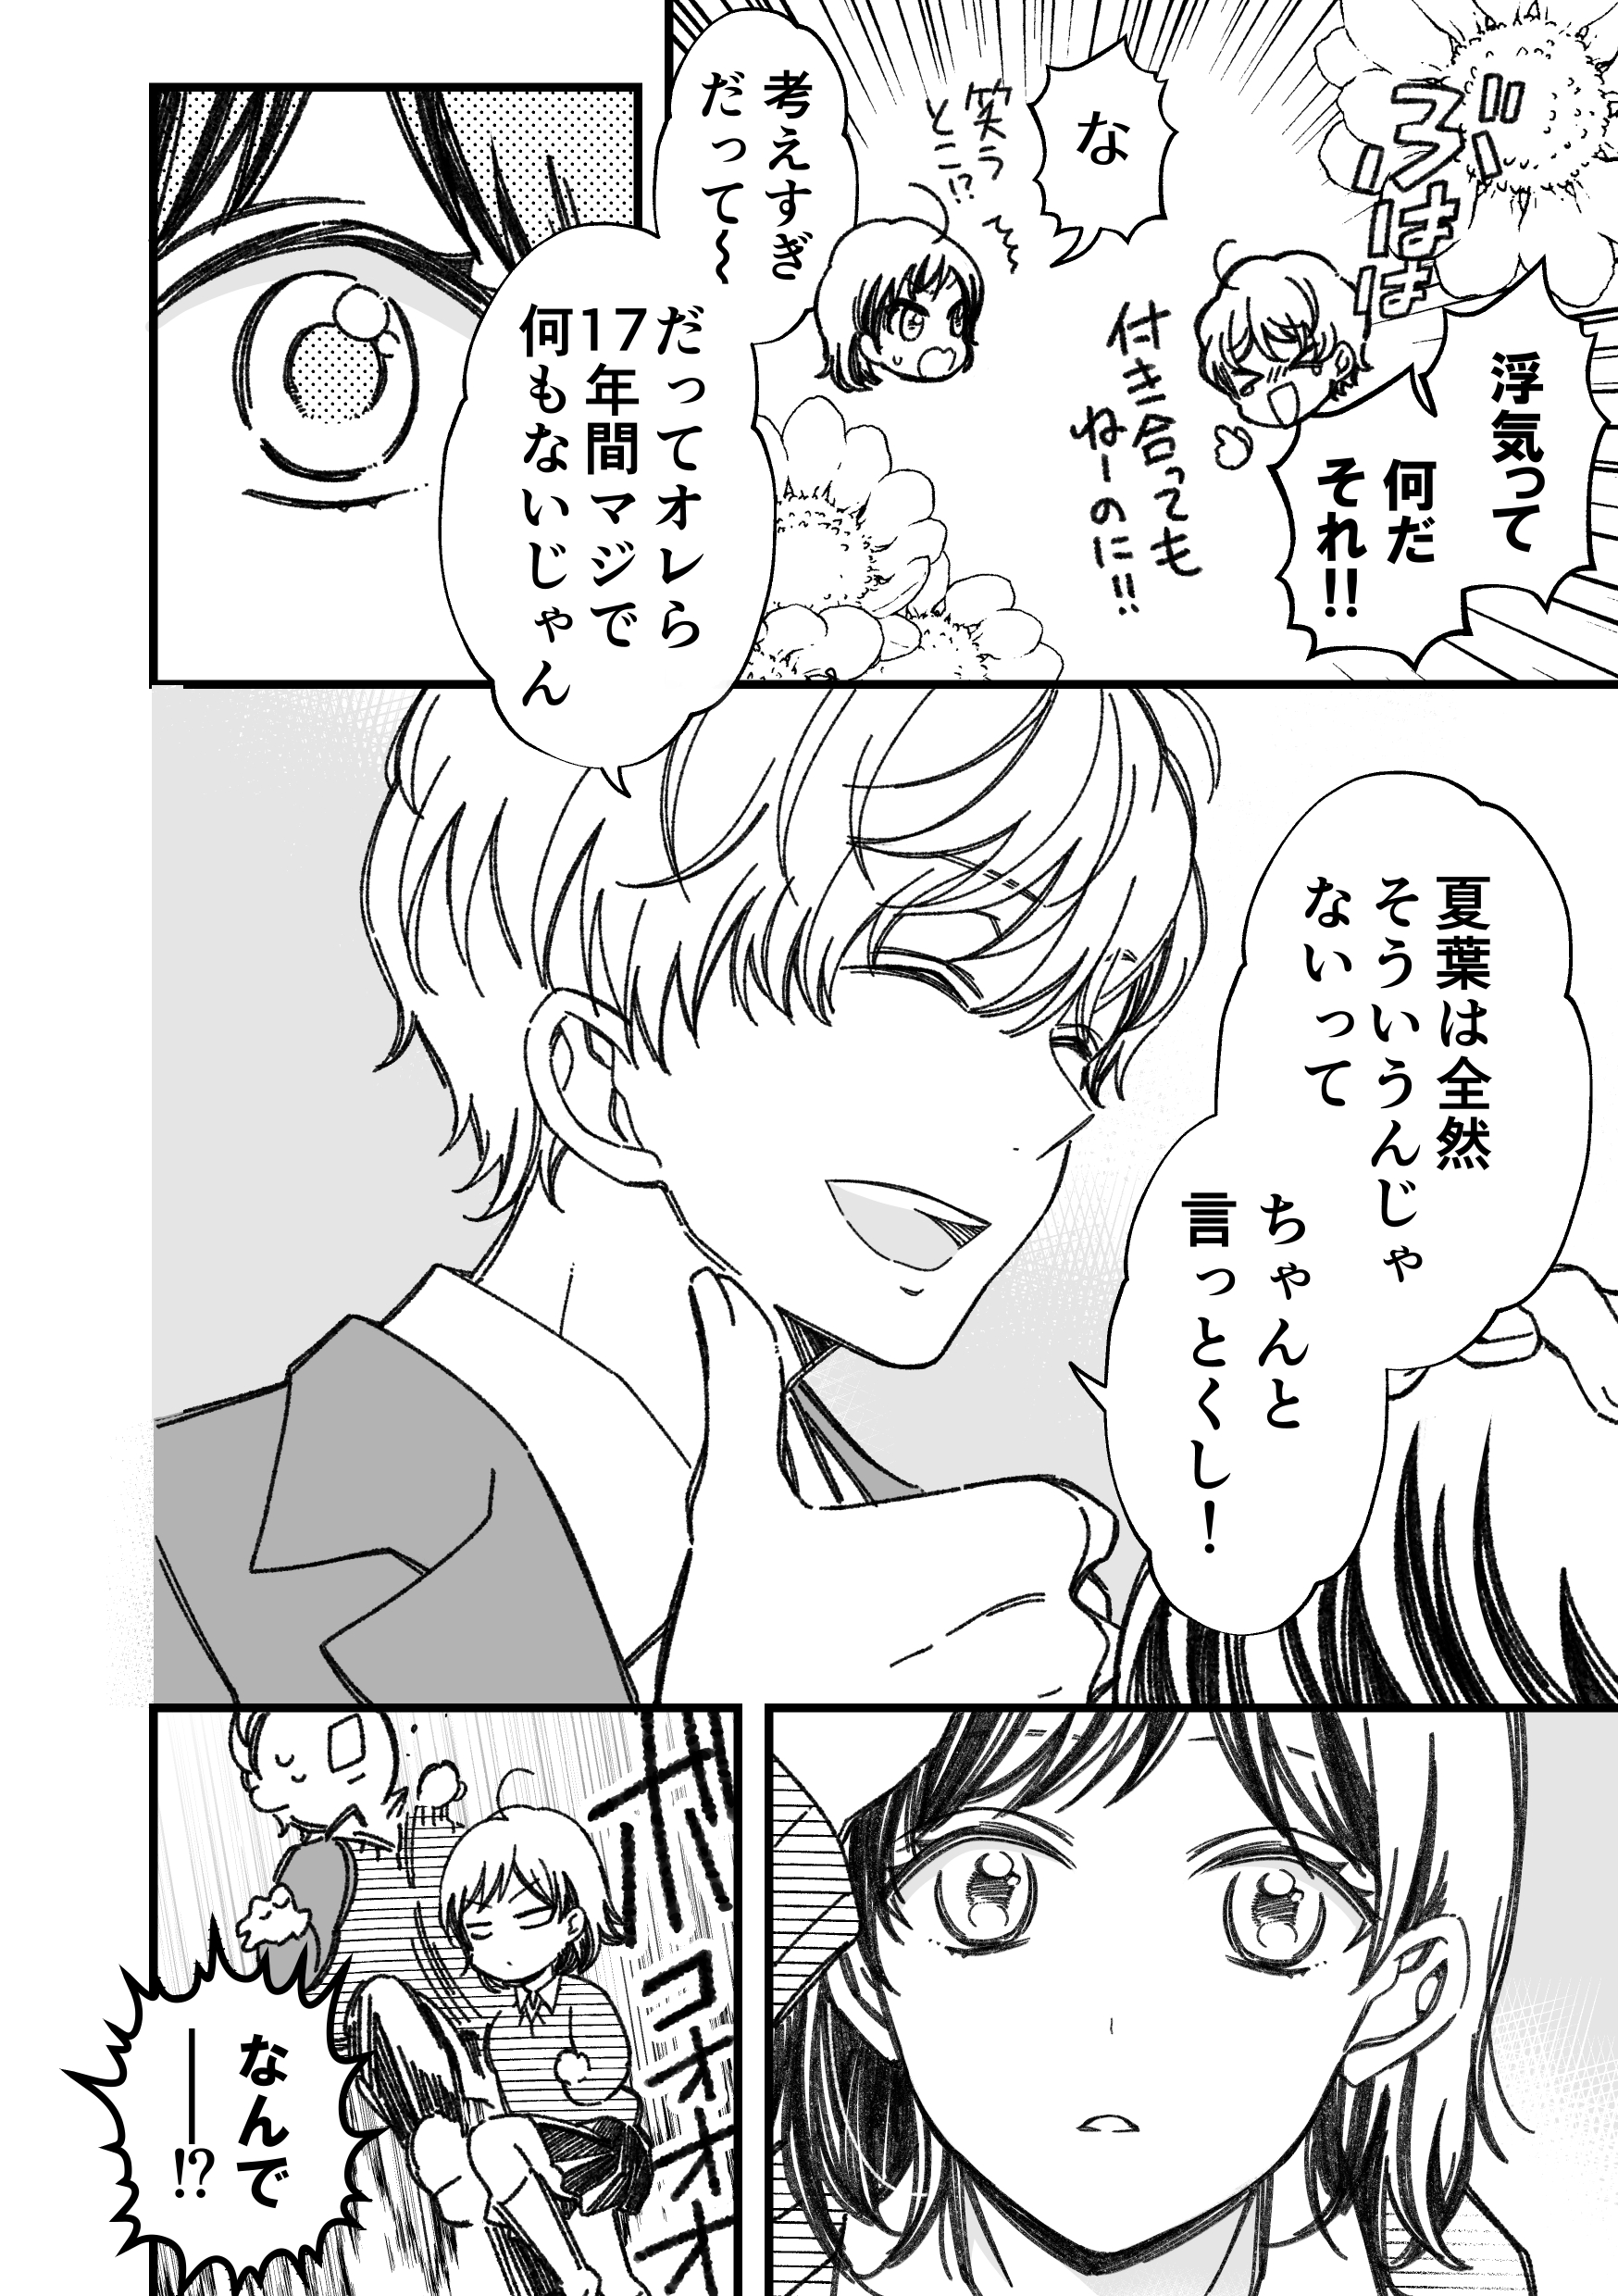 ぶはは
浮気って
何だ
それ!!
付き合っても
ねーのに!!
な
笑う
とこ!?
考えすぎ
だって〜
だってオレら
17年間マジで
何もないじゃん
夏葉は全然
そういうんじゃ
ないって
ちゃんと
言っとくし！
ボコオオオ
なんで
――!?